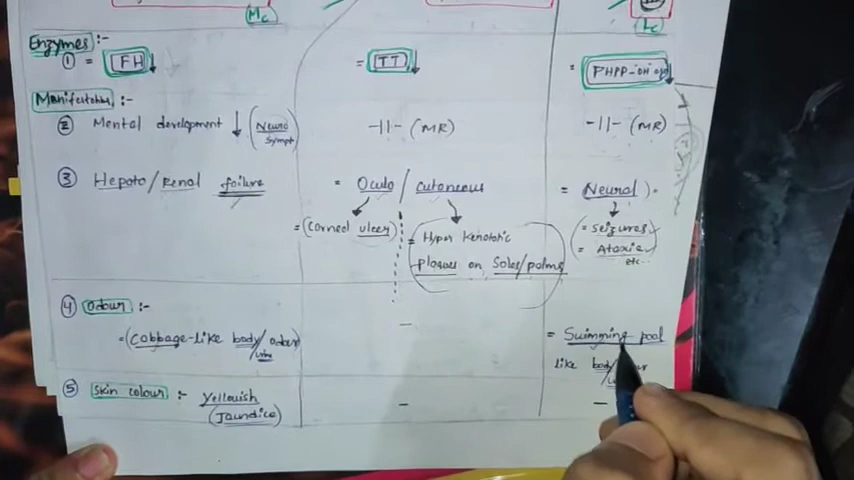 Mc
Lc
Enzymes :-
① = FH ↓ = TT ↓ = PHPP-OH ↓
Manifestations :-
② Mental development ↓ (Neuro Sympt) -11- (MR) -11- (MR)
③ Hepato/Renal failure = Oculo / cutaneous = Neural
= (Corneal ulcer) = Hyper Keratotic (= seizures
plaques on Soles/palms = Ataxia
etc..
④ Odour :-
=(Cabbage-like body/ odour — = Swimming pool
urine like body/
⑤ Skin colour :- Yellowish — —
(Jaundice)